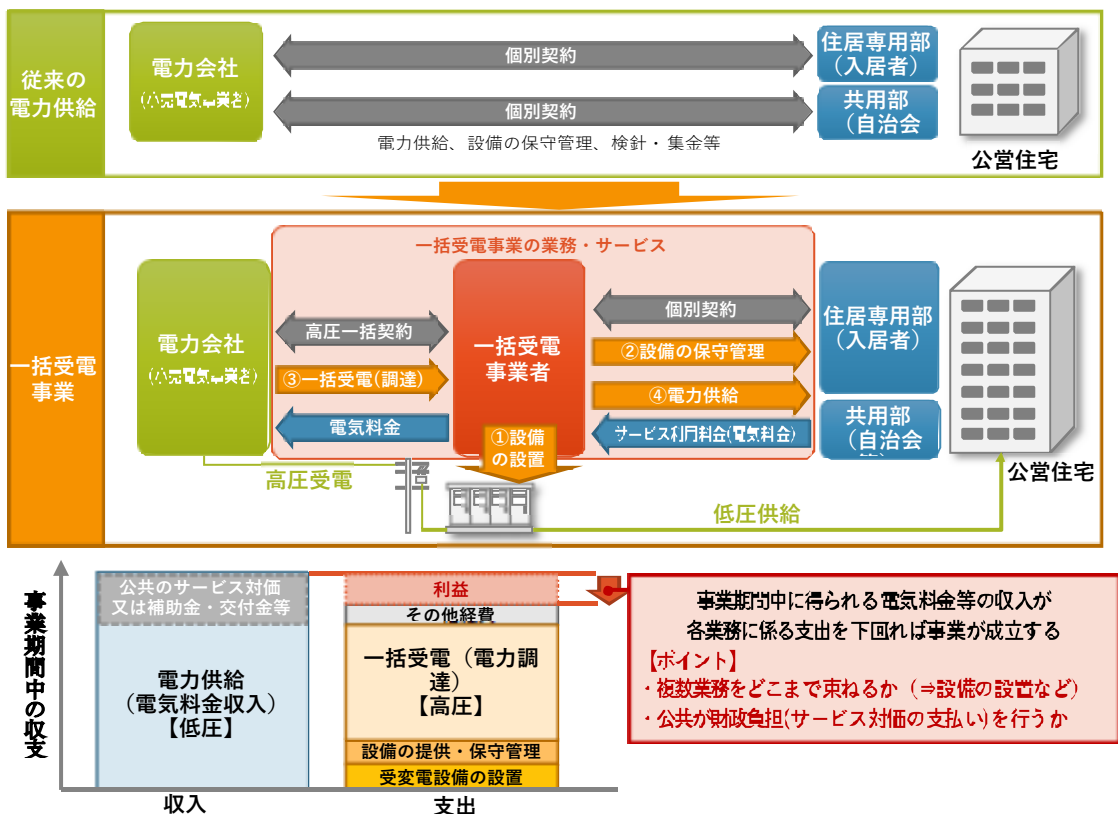 従来の
電力供給
電力会社
(小売電気事業者)
個別契約
個別契約
電力供給、設備の保守管理、検針・集金等
住居専用部
（入居者）
共用部
（自治会
公営住宅
一括受電
事業
一括受電事業の業務・サービス
電力会社
(小売電気事業者)
高圧一括契約
③一括受電(調達）
電気料金
一括受電
事業者
①設備
の設置
個別契約
②設備の保守管理
④電力供給
サービス利用料金(電気料金)
住居専用部
（入居者）
共用部
（自治会
公営住宅
高圧受電
低圧供給
事業期間中の収支
公共のサービス対価
又は補助金・交付金等
電力供給
（電気料金収入）
【低圧】
収入
利益
その他経費
一括受電（電力調
達）
【高圧】
設備の提供・保守管理
受変電設備の設置
支出
事業期間中に得られる電気料金等の収入が
各業務に係る支出を下回れば事業が成立する
【ポイント】
・複数業務をどこまで束ねるか（⇒設備の設置など）
・公共が財政負担(サービス対価の支払い)を行うか